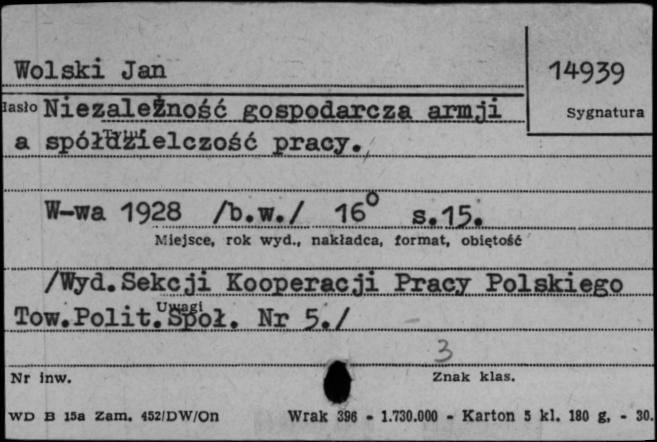 Wolski Jan
14939
Hasło Niezależność gospodarcza armji
Sygnatura
a spółdzielczość pracy.
Tytuł
W-wa 1928 /b.w./ 16° s.15.
Miejsce, rok wyd., nakładca, format, obiętość
/Wyd.Sekcji Kooperacji Pracy Polskiego
Uwagi
Tow.Polit.Społ. Nr 5./
3
Nr inw.
Znak klas.
WD B 15a Zam. 452/DW/On Wrak 396 - 1.730.000 - Karton 5 kl. 180 g. - 30.